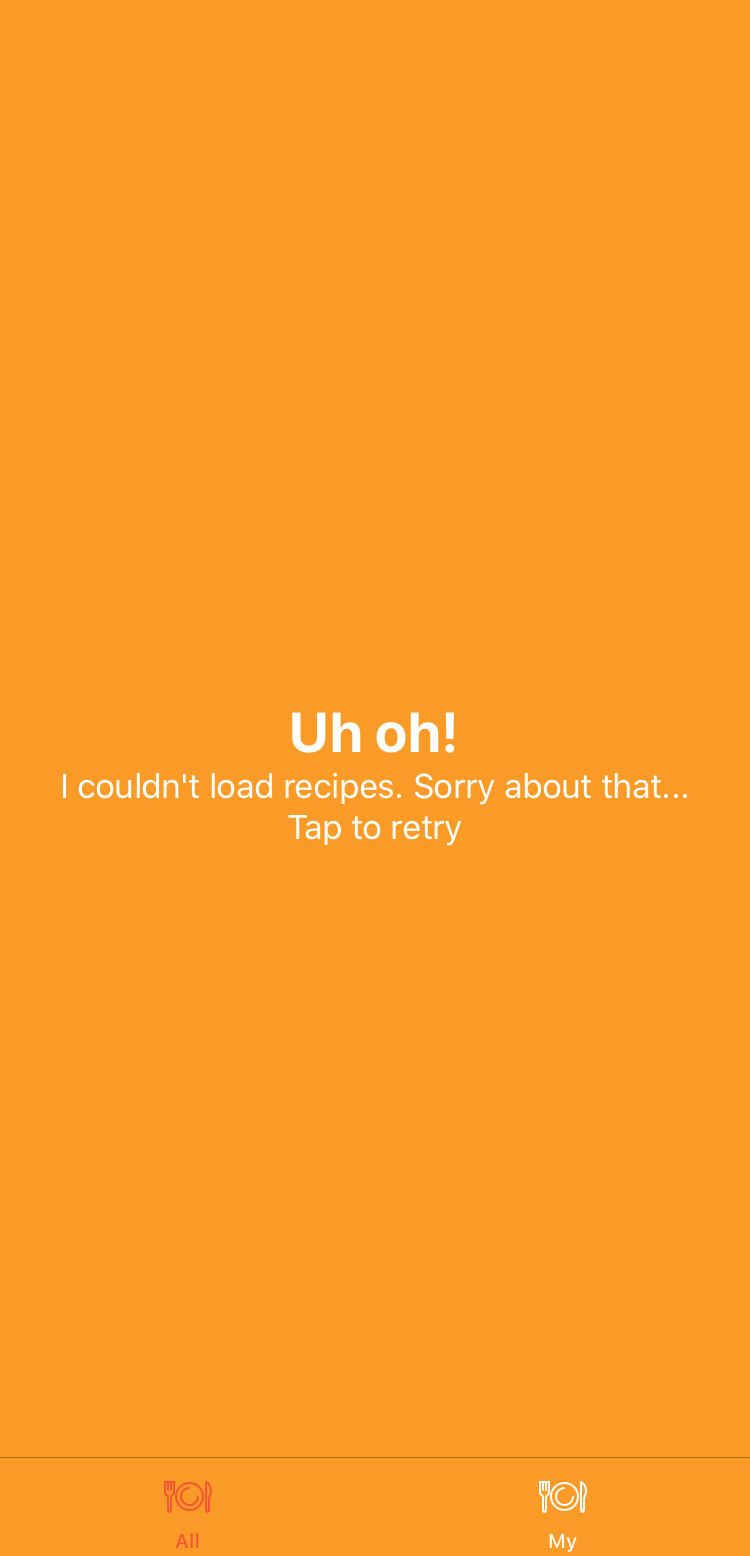 Uh oh!
I couldn't load recipes. Sorry about that...
Tap to retry
All
My